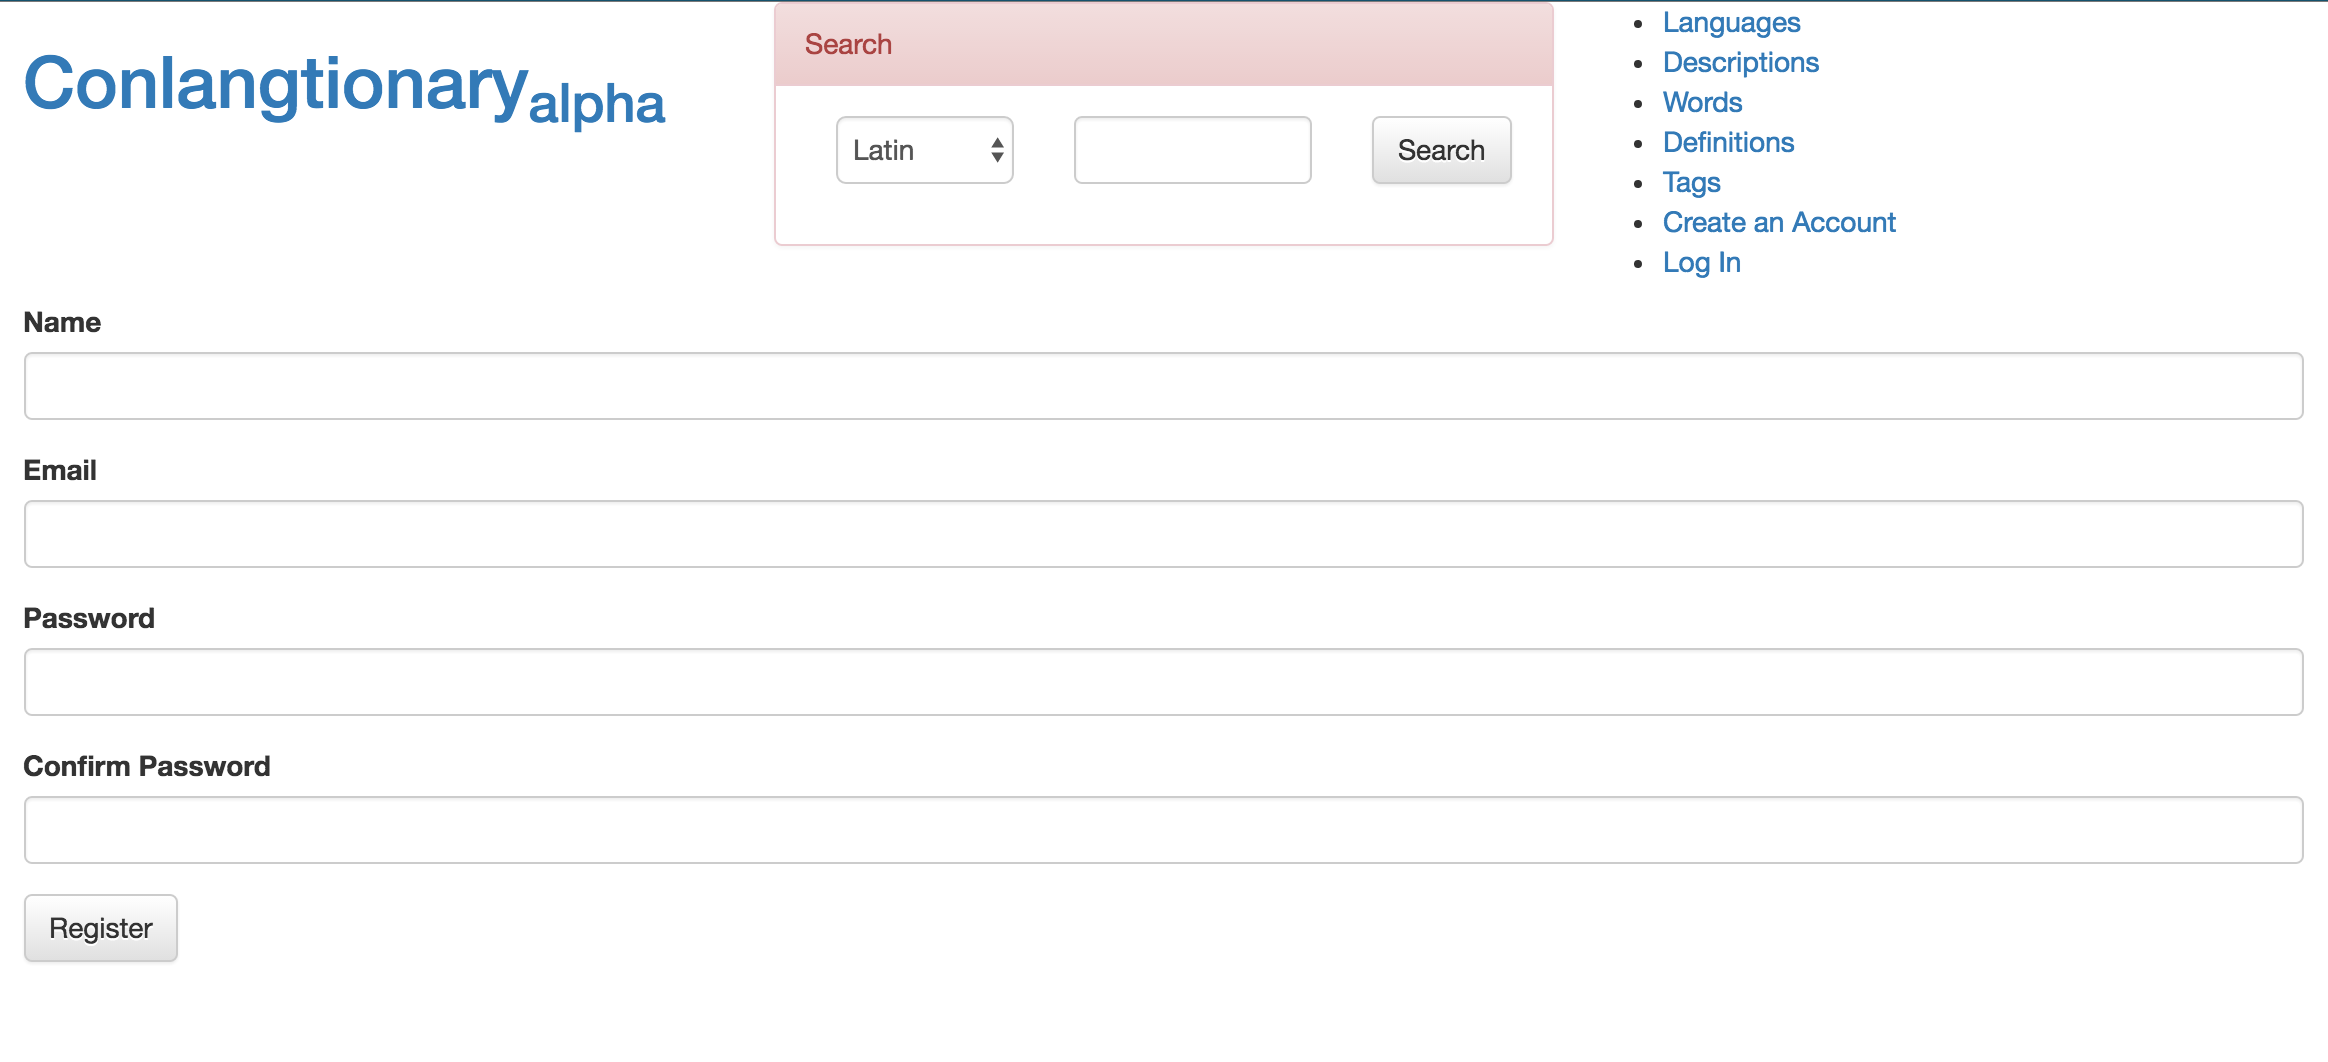 Conlangtionary alpha
Search
Latin
Search
Languages
Descriptions
Words
Definitions
Tags
Create an Account
Log In
Name
Email
Password
Confirm Password
Register